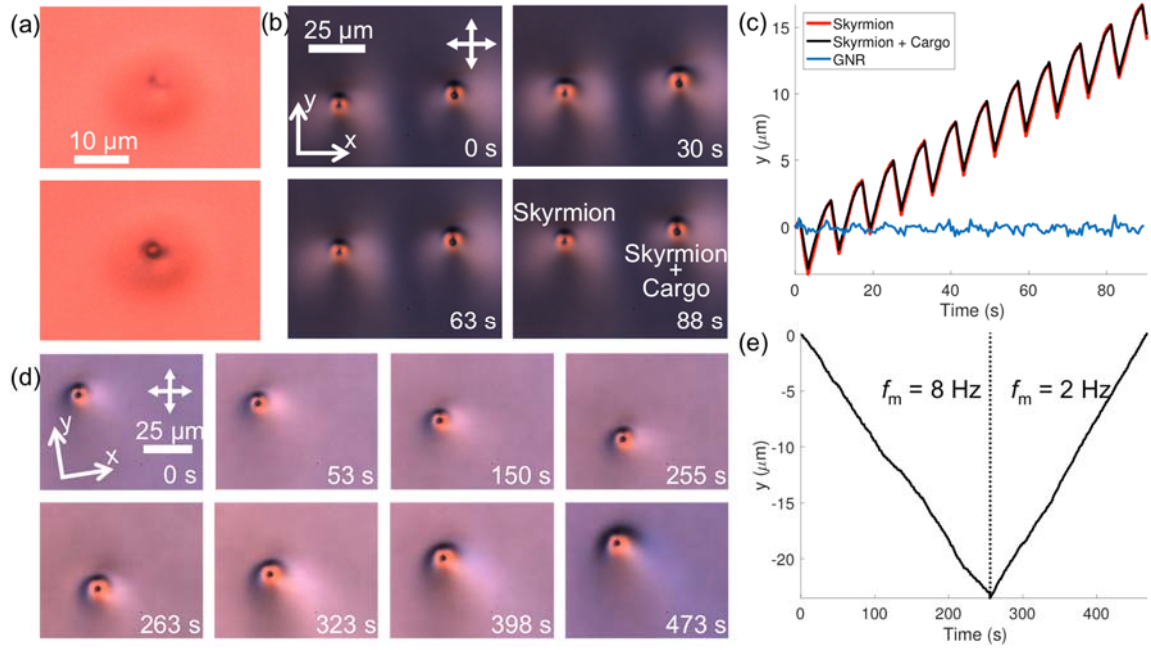 (a)
10 μm
(b)
25 μm
y
x
0 s
30 s
63 s
Skyrmion
Skyrmion
+
Cargo
88 s
(c)
Skyrmion
Skyrmion + Cargo
GNR
y (μm)
15
10
5
0
0
20
40
60
80
Time (s)
(d)
y
x
25 μm
0 s
53 s
150 s
255 s
263 s
323 s
398 s
473 s
(e)
y (μm)
0
-5
-10
-15
-20
fm = 8 Hz
fm = 2 Hz
0
100
200
300
400
Time (s)